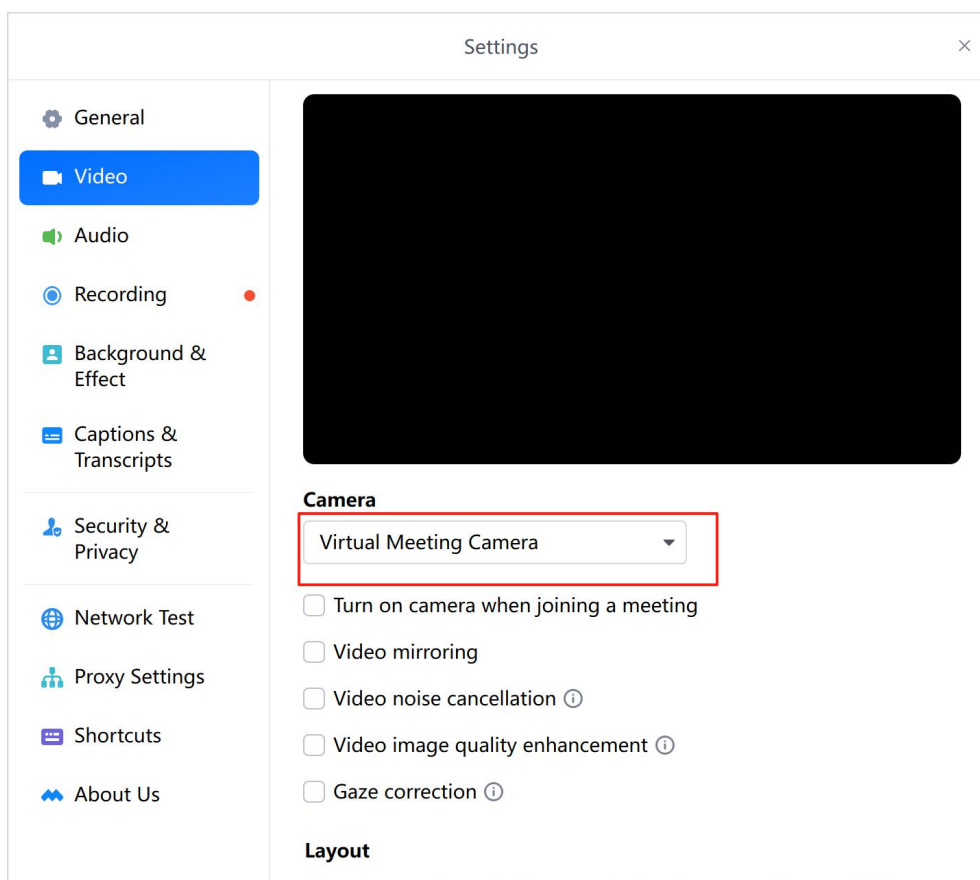 Settings
General
Video
Audio
Recording
Background &
Effect
Captions &
Transcripts
Security &
Privacy
Network Test
Proxy Settings
Shortcuts
About Us
Camera
Virtual Meeting Camera
Turn on camera when joining a meeting
Video mirroring
Video noise cancellation
Video image quality enhancement
Gaze correction
Layout